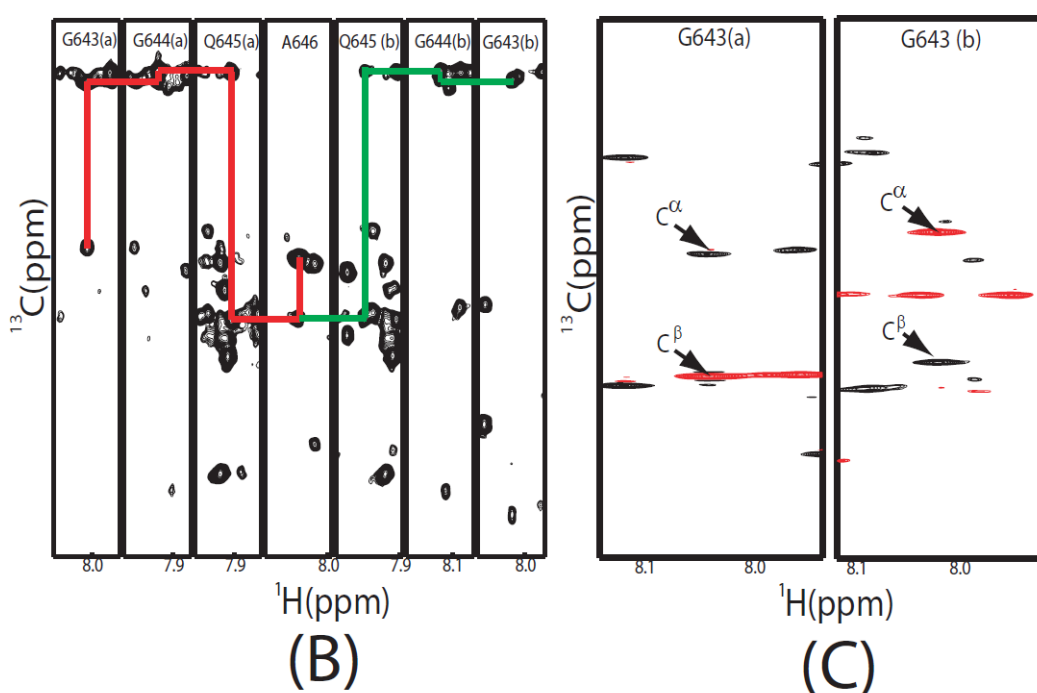 G643(a) G644(a) Q645(a) A646 Q645 (b) G644(b) G643(b)
¹³C(ppm)
8.0 7.9 7.9 8.0 7.9 8.1 8.0
¹H(ppm)
(B)
G643(a) G643 (b)
Cα Cα
Cβ Cβ
¹³C(ppm)
8.1 8.0 8.1 8.0
¹H(ppm)
(C)